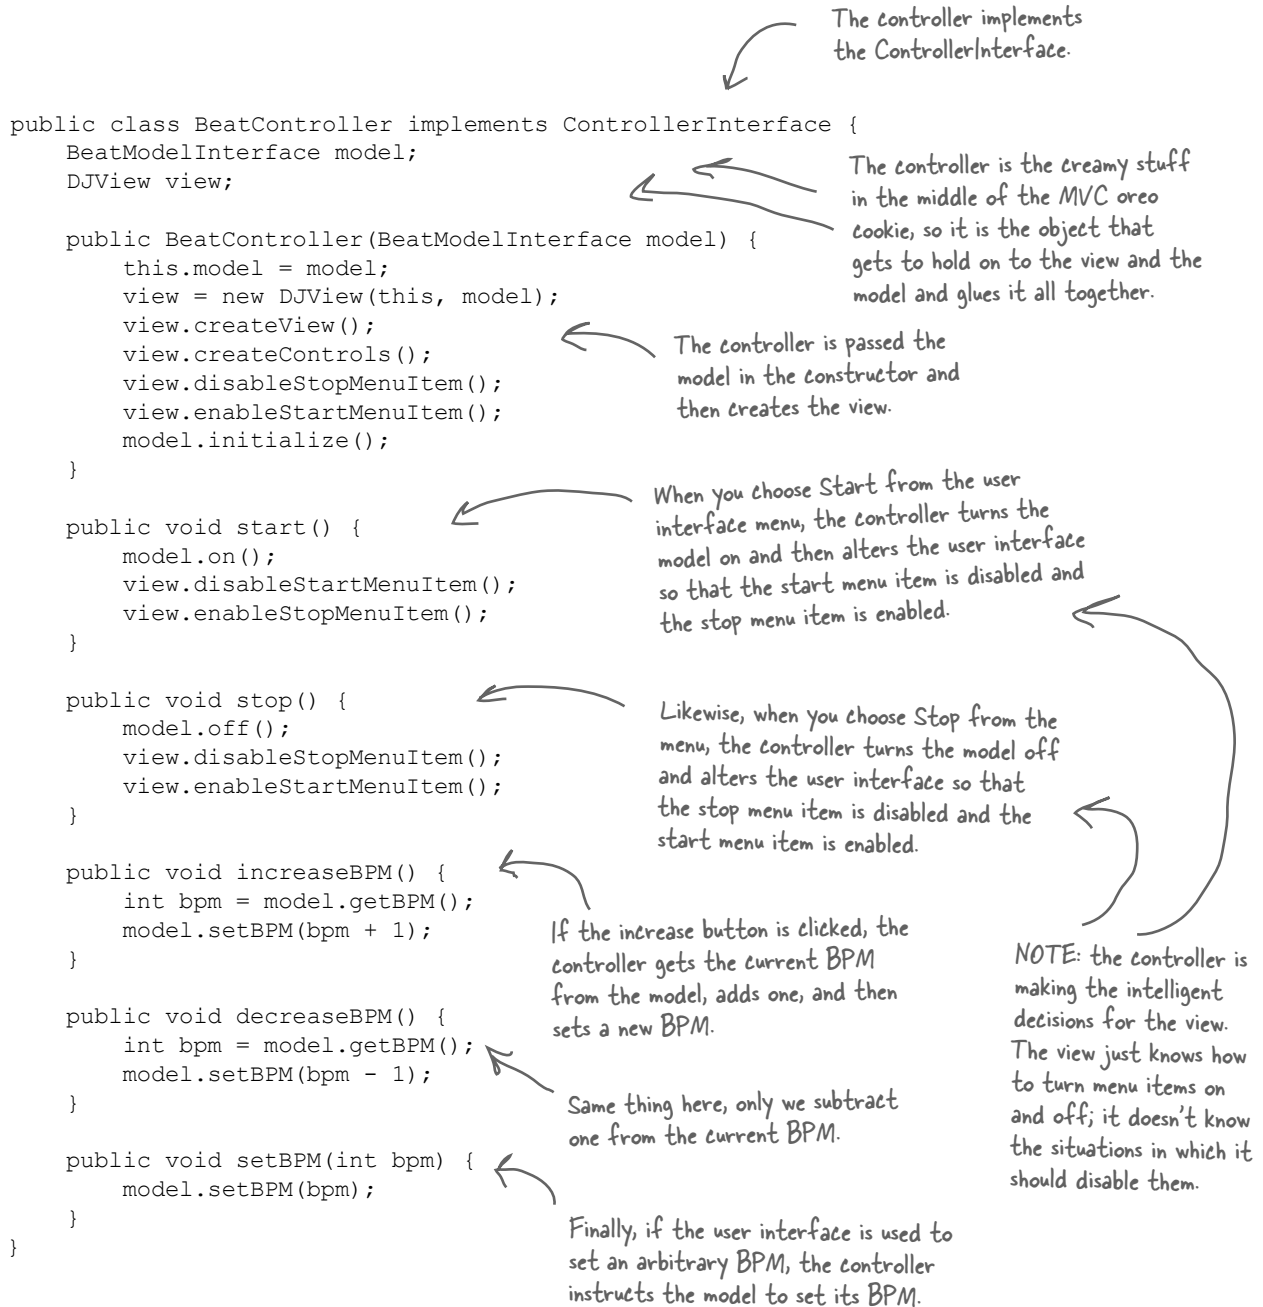 The controller implements
the ControllerInterface.
public class BeatController implements ControllerInterface {
BeatModelInterface model;
DJView view;
The controller is the creamy stuff
in the middle of the MVC oreo
cookie, so it is the object that
gets to hold on to the view and the
model and glues it all together.
public BeatController(BeatModelInterface model) {
this.model = model;
view = new DJView(this, model);
view.createView();
view.createControls();
view.disableStopMenuItem();
view.enableStartMenuItem();
model.initialize();
}
The controller is passed the
model in the constructor and
then creates the view.
public void start() {
model.on();
view.disableStartMenuItem();
view.enableStopMenuItem();
}
When you choose Start from the user
interface menu, the controller turns the
model on and then alters the user interface
so that the start menu item is disabled and
the stop menu item is enabled.
public void stop() {
model.off();
view.disableStopMenuItem();
view.enableStartMenuItem();
}
Likewise, when you choose Stop from the
menu, the controller turns the model off
and alters the user interface so that
the stop menu item is disabled and the
start menu item is enabled.
public void increaseBPM() {
int bpm = model.getBPM();
model.setBPM(bpm + 1);
}
If the increase button is clicked, the
controller gets the current BPM
from the model, adds one, and then
sets a new BPM.
NOTE: the controller is
making the intelligent
decisions for the view.
The view just knows how
to turn menu items on
and off; it doesn't know
the situations in which it
should disable them.
public void decreaseBPM() {
int bpm = model.getBPM();
model.setBPM(bpm - 1);
}
Same thing here, only we subtract
one from the current BPM.
public void setBPM(int bpm) {
model.setBPM(bpm);
}
}
Finally, if the user interface is used to
set an arbitrary BPM, the controller
instructs the model to set its BPM.